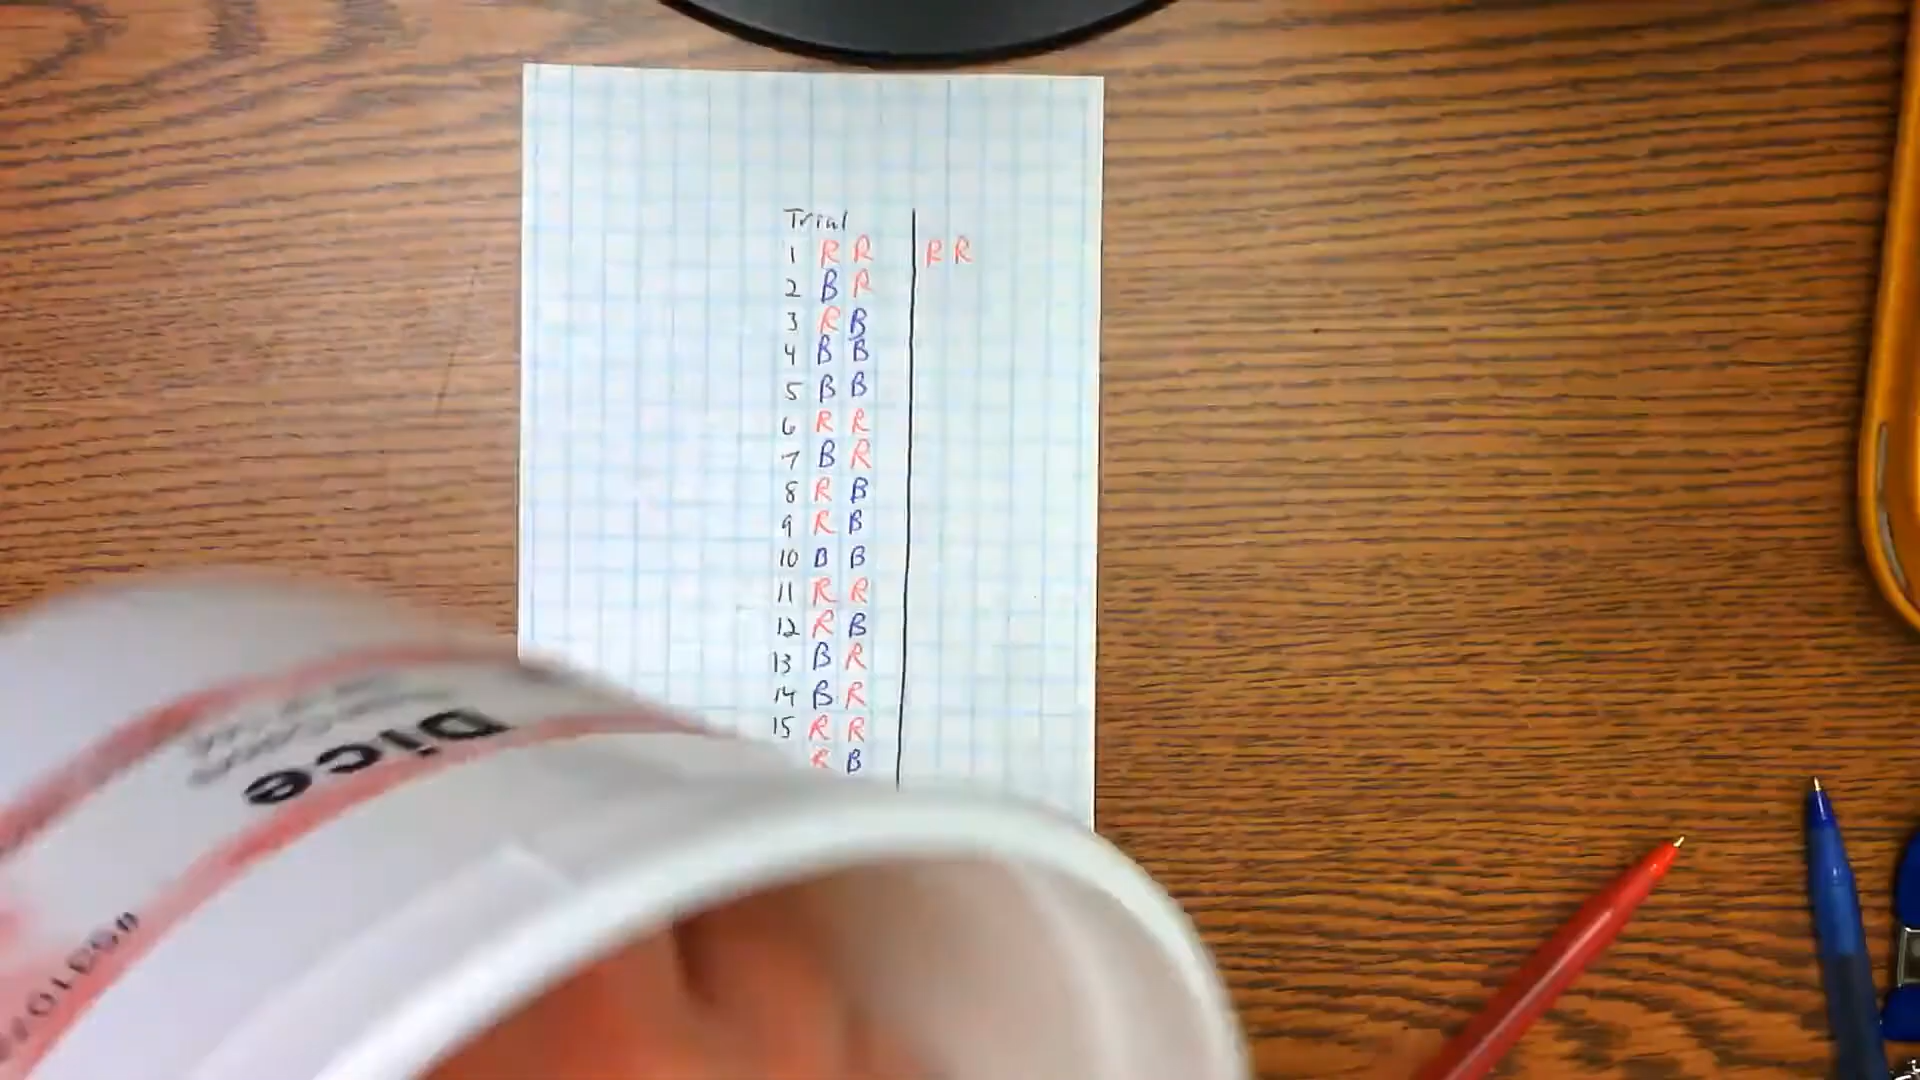 Trial
1 R R R R
2 B R
3 R B
4 B B
5 B B
6 R R
7 B R
8 R B
9 R B
10 B B
11 R R
12 R B
13 B R
14 B R
15 R R
R B
Dice